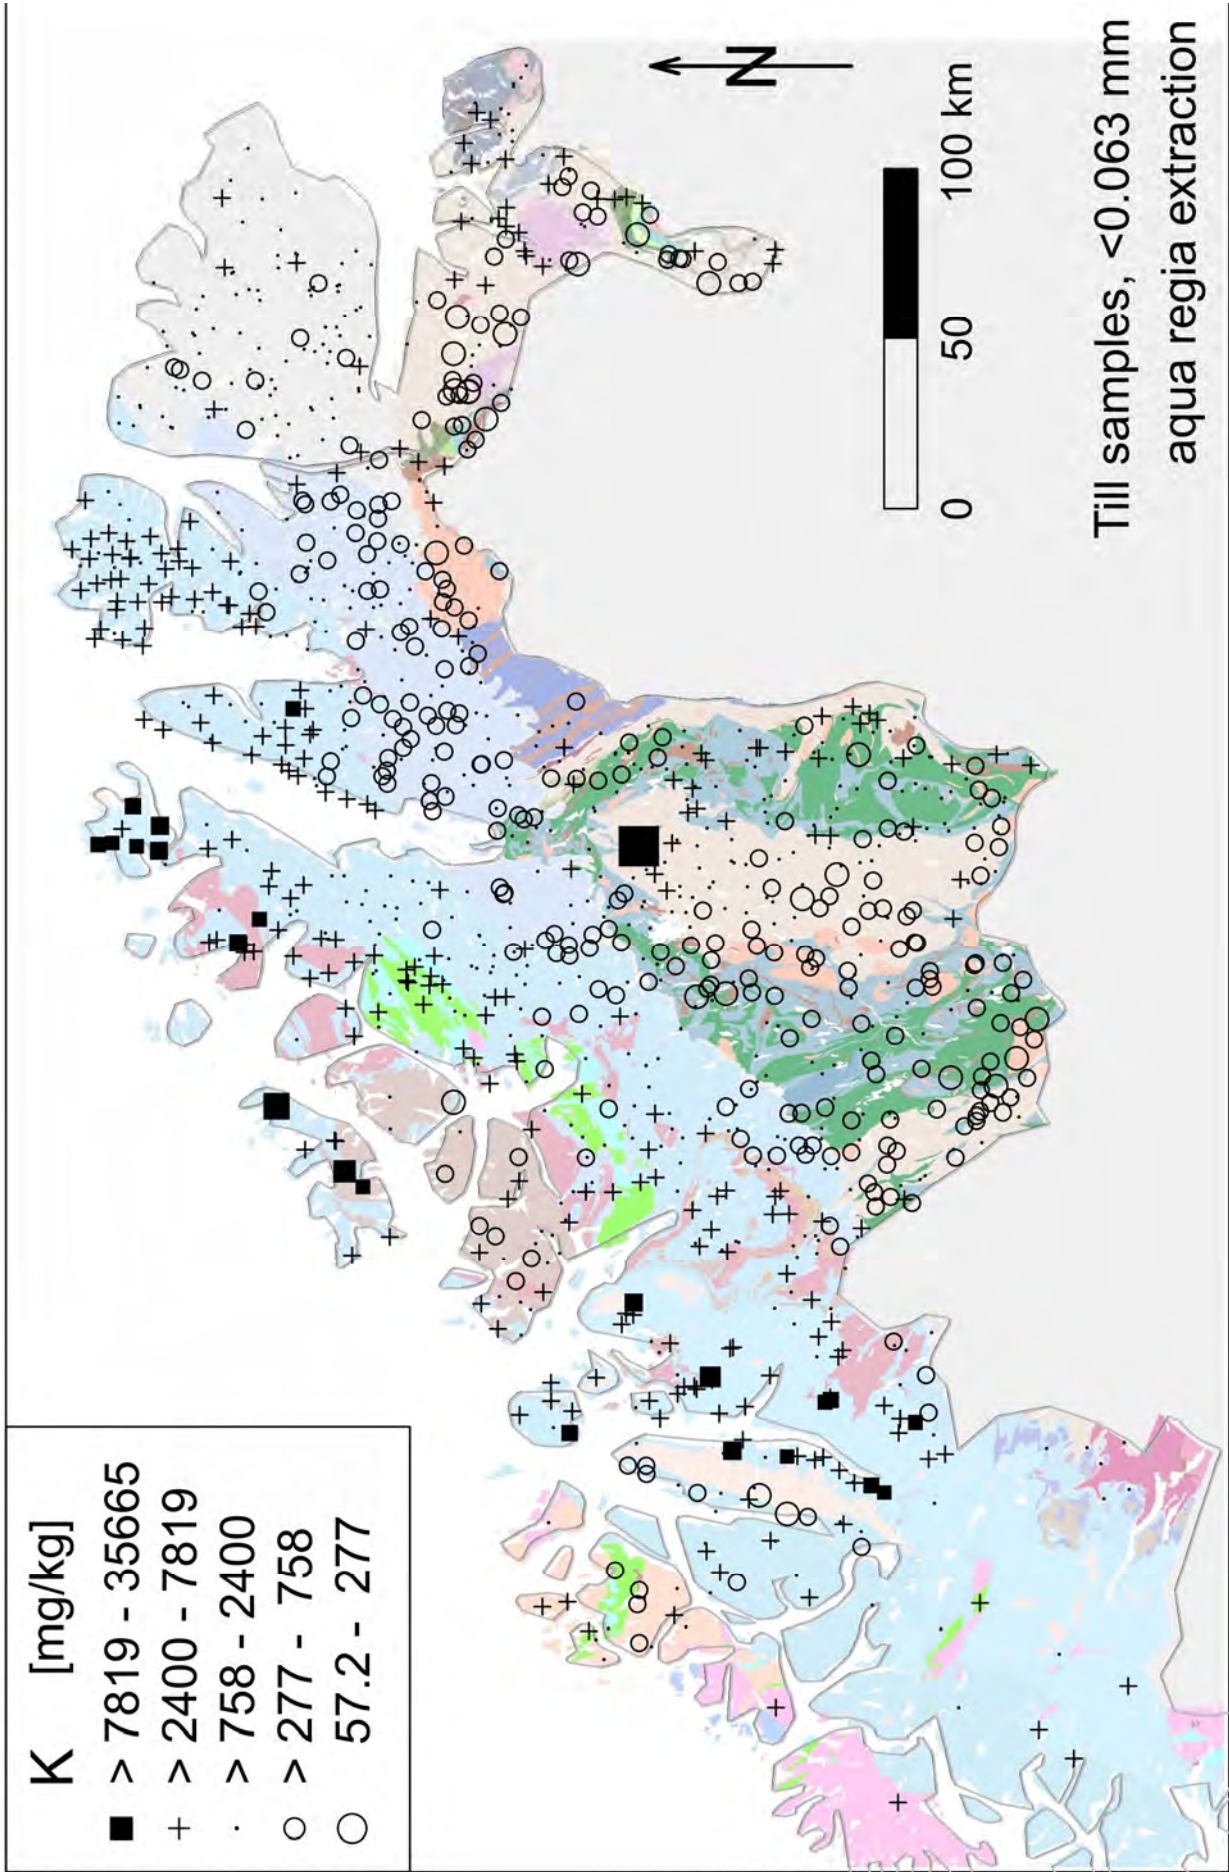 K [mg/kg]
> 7819 - 35665
> 2400 - 7819
> 758 - 2400
> 277 - 758
57.2 - 277
N
0 50 100 km
Till samples, <0.063 mm
aqua regia extraction